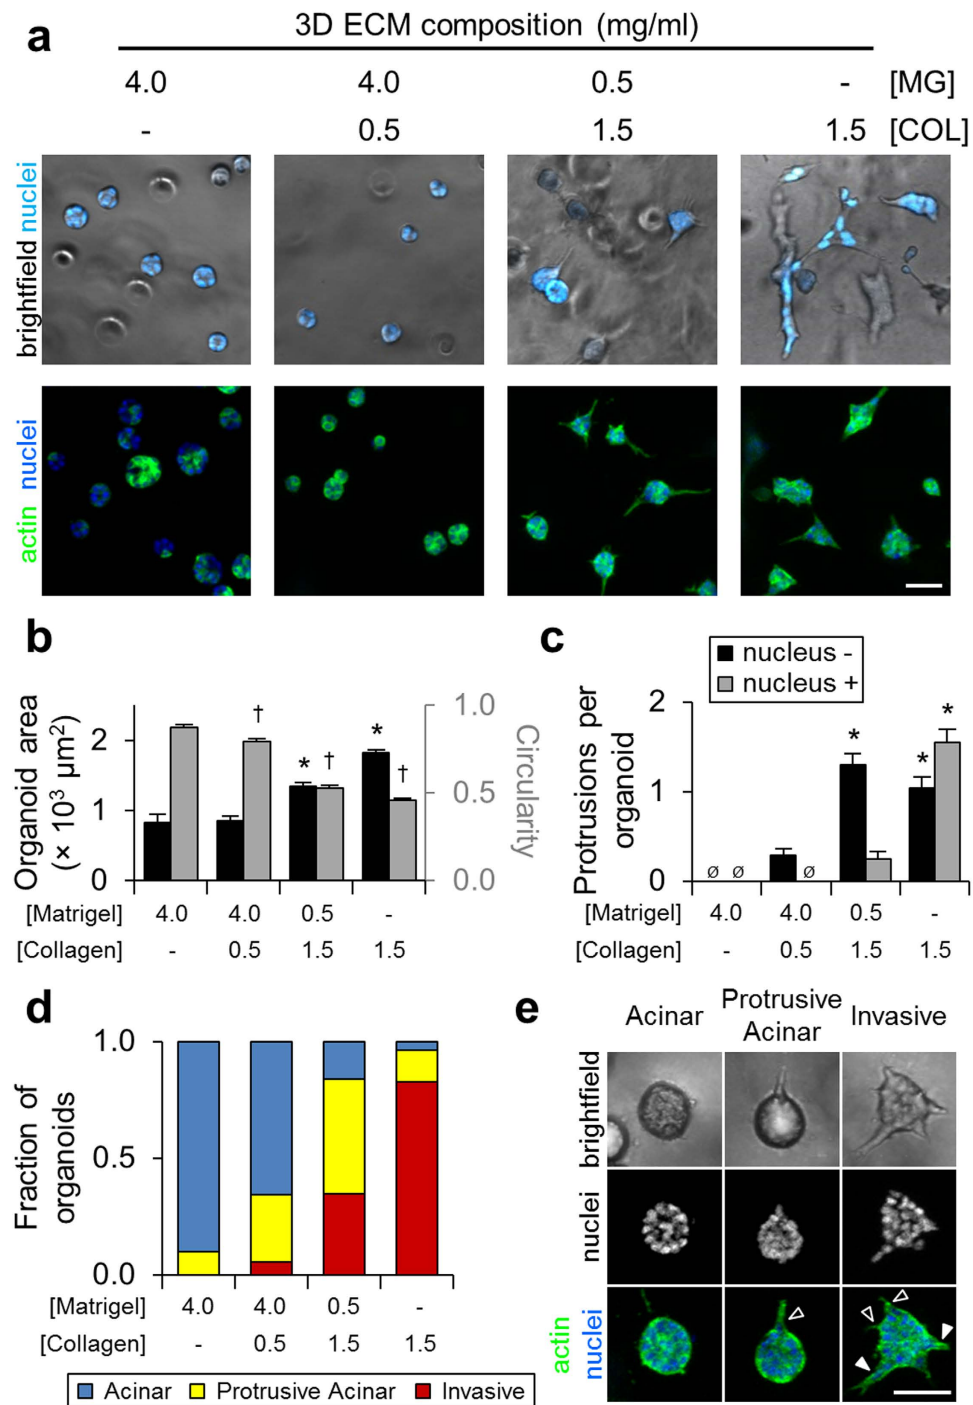 a
3D ECM composition (mg/ml)
4.0 4.0 0.5 - [MG]
- 0.5 1.5 1.5 [COL]
brightfield nuclei
actin nuclei
b
Organoid area
(× 10³ µm²)
2
1
0
† * † * †
1.0
0.5
0.0
Circularity
[Matrigel] 4.0 4.0 0.5 -
[Collagen] - 0.5 1.5 1.5
c
nucleus -
nucleus +
Protrusions per
organoid
2
1
0
ø ø ø * * *
[Matrigel] 4.0 4.0 0.5 -
[Collagen] - 0.5 1.5 1.5
d
Fraction of
organoids
1.0
0.5
0.0
[Matrigel] 4.0 4.0 0.5 -
[Collagen] - 0.5 1.5 1.5
Acinar Protrusive Acinar Invasive
e
Acinar
Protrusive
Acinar
Invasive
brightfield
nuclei
actin
nuclei